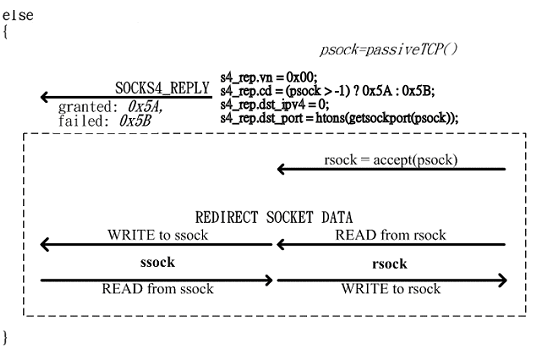 else
{
psock=passiveTCP()
s4_rep.vn = 0x00;
SOCKS4_REPLY s4_rep.cd = (psock > -1) ? 0x5A : 0x5B;
granted: 0x5A, s4_rep.dst_ipv4 = 0;
failed: 0x5B s4_rep.dst_port = htons(getsockport(psock));
rsock = accept(psock)
REDIRECT SOCKET DATA
WRITE to ssock READ from rsock
ssock rsock
READ from ssock WRITE to rsock
}